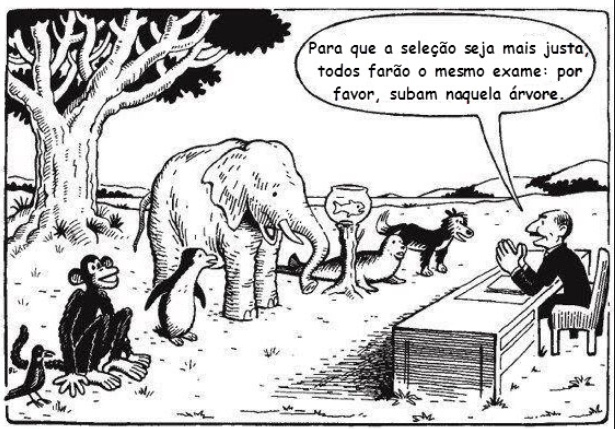 Para que a seleção seja mais justa,
todos farão o mesmo exame: por
favor, subam naquela árvore.